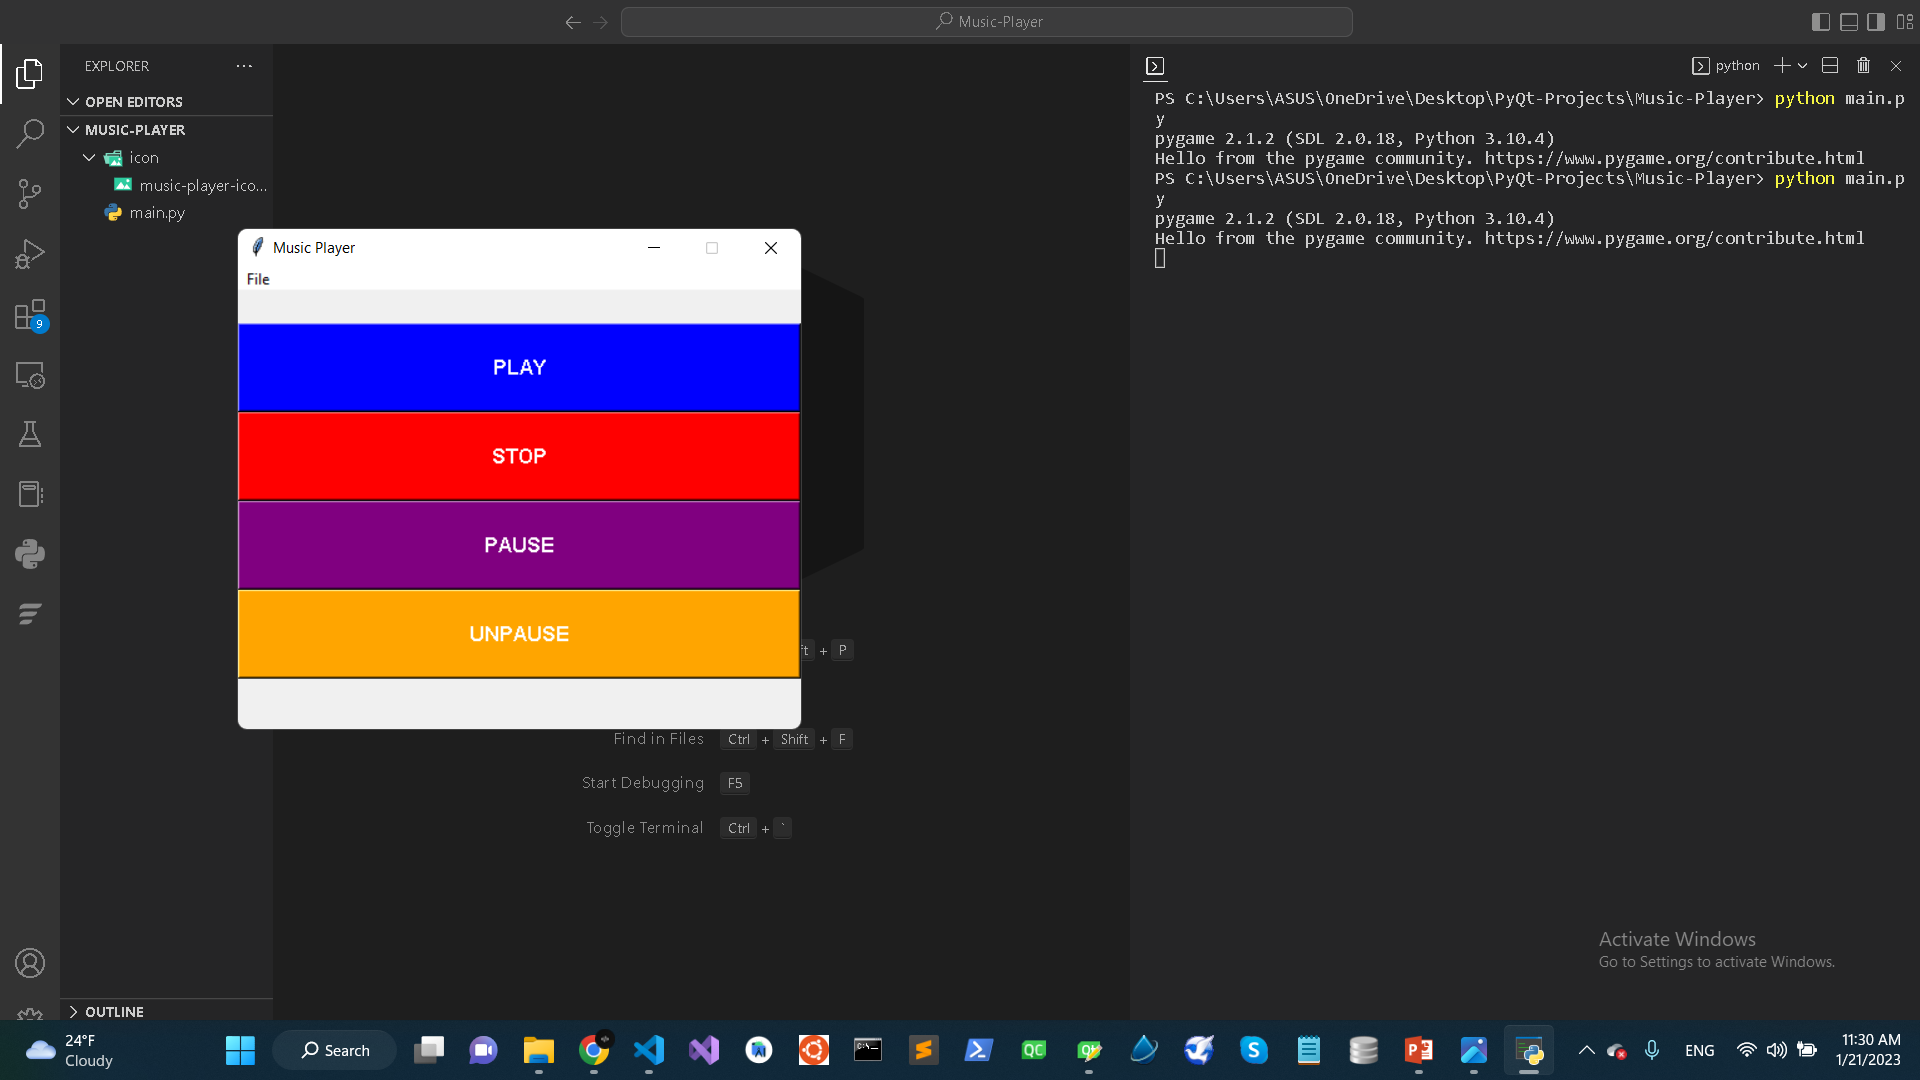 Music-Player
EXPLORER
OPEN EDITORS
MUSIC-PLAYER
icon
music-player-ico...
main.py
OUTLINE
9
Music Player
File
PLAY
STOP
PAUSE
UNPAUSE
+ P
Find in Files Ctrl + Shift + F
Start Debugging F5
Toggle Terminal Ctrl + `
python
PS C:\Users\ASUS\OneDrive\Desktop\PyQt-Projects\Music-Player> python main.p
y
pygame 2.1.2 (SDL 2.0.18, Python 3.10.4)
Hello from the pygame community. https://www.pygame.org/contribute.html
PS C:\Users\ASUS\OneDrive\Desktop\PyQt-Projects\Music-Player> python main.p
y
pygame 2.1.2 (SDL 2.0.18, Python 3.10.4)
Hello from the pygame community. https://www.pygame.org/contribute.html
Activate Windows
Go to Settings to activate Windows.
24°F
Cloudy
Search
QC
ENG
11:30 AM
1/21/2023